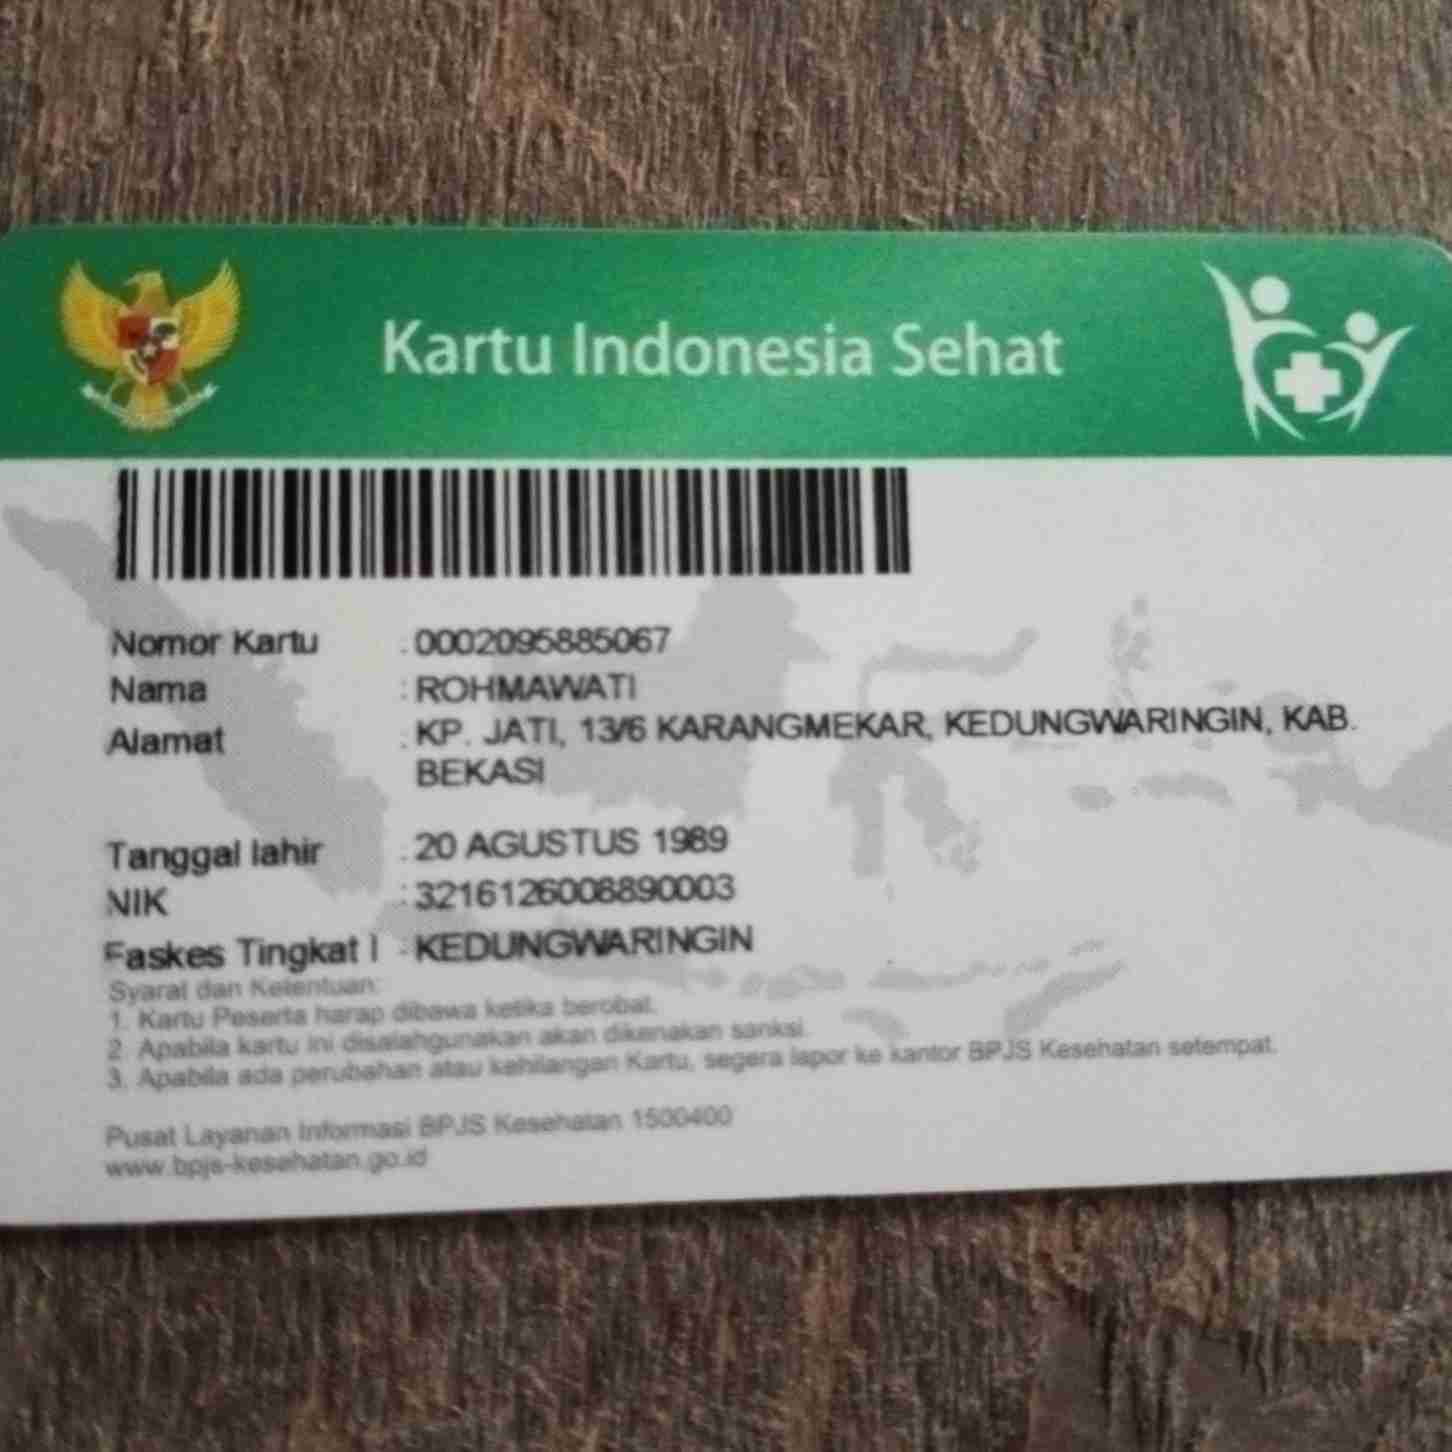 Kartu Indonesia Sehat
Nomor Kartu : 0002095885067
Nama : ROHMAWATI
Alamat : KP. JATI, 13/6 KARANGMEKAR, KEDUNGWARINGIN, KAB.
BEKASI
Tanggal lahir : 20 AGUSTUS 1989
NIK : 3216126008890003
Faskes Tingkat I : KEDUNGWARINGIN
Syarat dan Ketentuan:
1. Kartu Peserta harap dibawa ketika berobat.
2. Apabila kartu ini disalahgunakan akan dikenakan sanksi.
3. Apabila ada perubahan atau kehilangan Kartu, segera lapor ke kantor BPJS Kesehatan setempat.
Pusat Layanan Informasi BPJS Kesehatan 1500400
www.bpjs-kesehatan.go.id